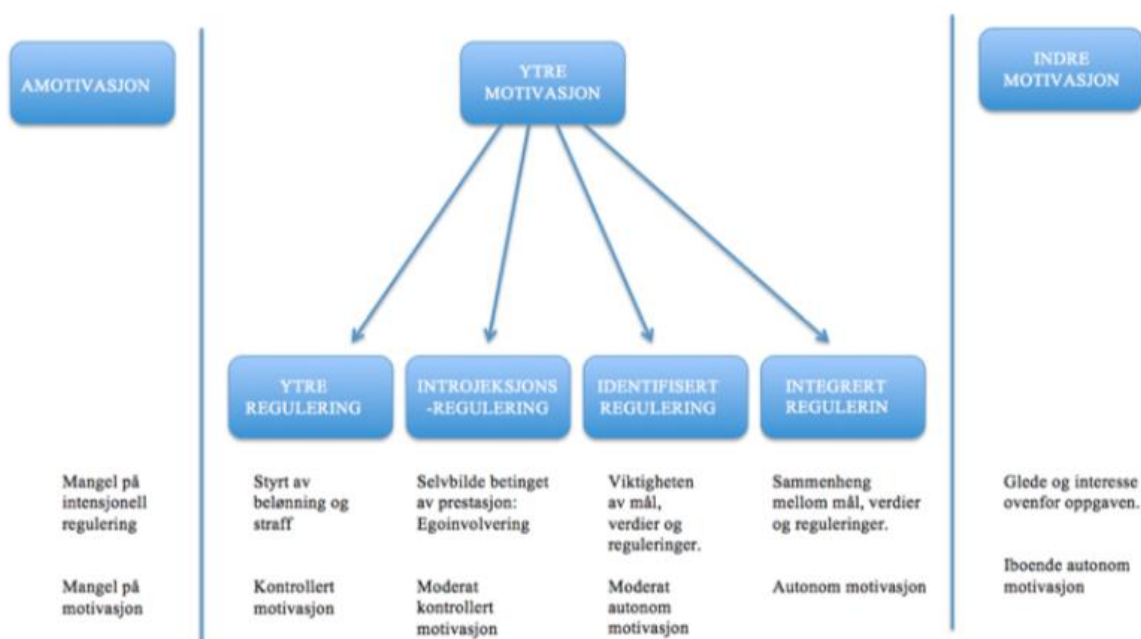 AMOTIVASJON
YTRE
MOTIVASJON
INDRE
MOTIVASJON
YTRE
REGULERING
INTROJEKSJONS
-REGULERING
IDENTIFISERT
REGULERING
INTEGRERT
REGULERIN
Mangel på
intensjonell
regulering
Styrt av
belønning og
straff
Selvbilde betinget
av prestasjon:
Egoinvolvering
Viktigheten
av mål,
verdier og
reguleringer.
Sammenheng
mellom mål, verdier
og reguleringer.
Glede og interesse
ovenfor oppgaven.
Mangel på
motivasjon
Kontrollert
motivasjon
Moderat
kontrollert
motivasjon
Moderat
autonom
motivasjon
Autonom motivasjon
Iboende autonom
motivasjon